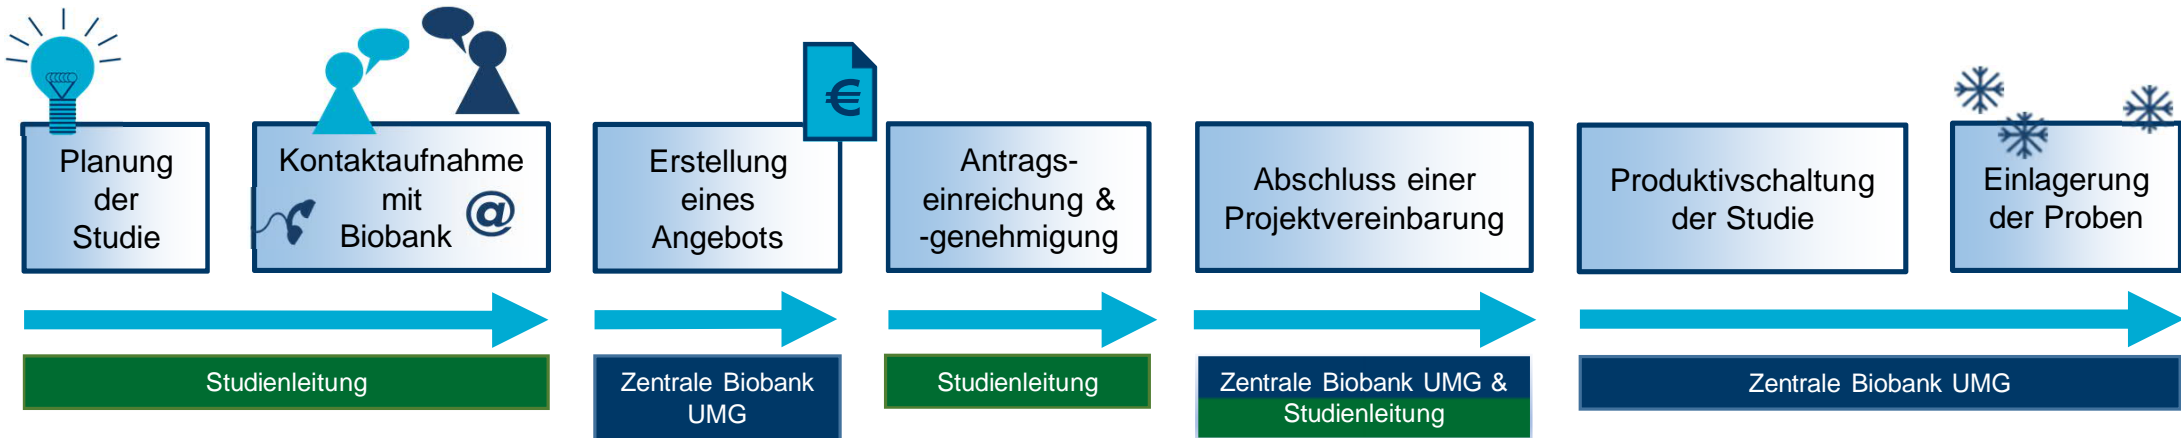 Planung
der
Studie
Kontaktaufnahme
mit
Biobank
@
Erstellung
eines
Angebots
€
Antrags-
einreichung &
-genehmigung
Abschluss einer
Projektvereinbarung
Produktivschaltung
der Studie
Einlagerung
der Proben
Studienleitung
Zentrale Biobank
UMG
Studienleitung
Zentrale Biobank UMG &
Studienleitung
Zentrale Biobank UMG